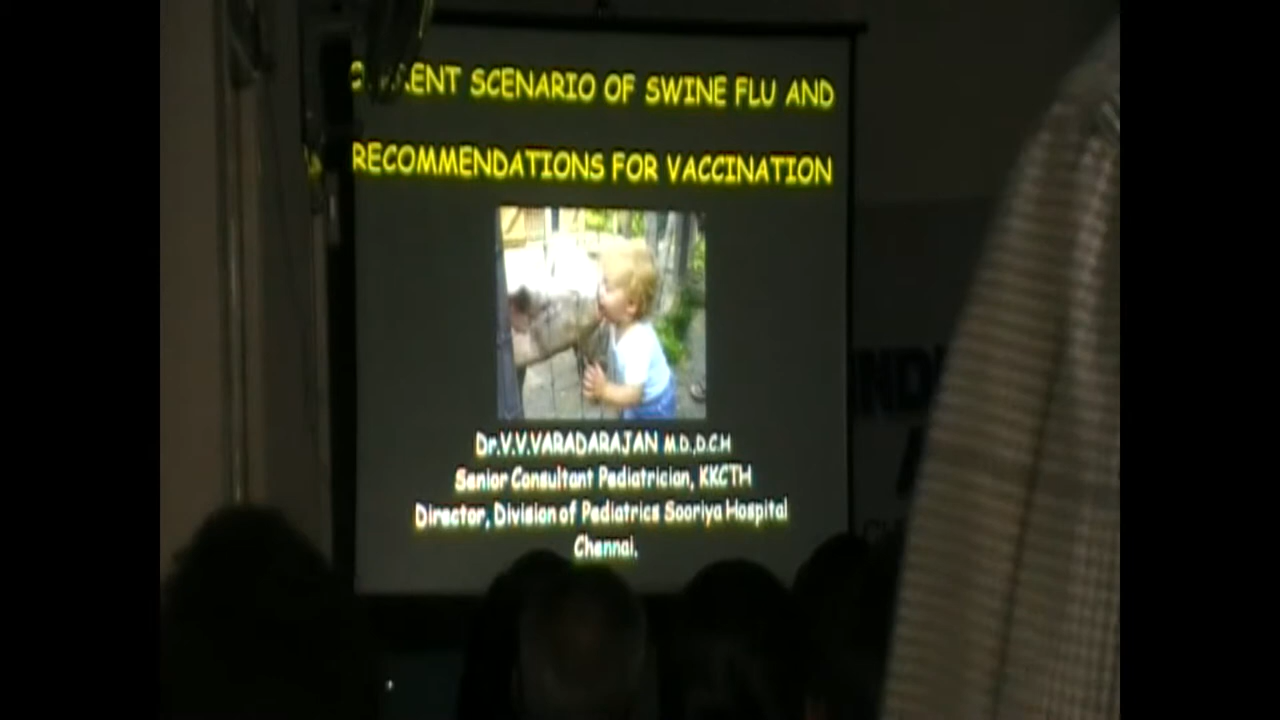 SCENARIO OF SWINE FLU AND
RECOMMENDATIONS FOR VACCINATION
Dr.V.V.VARADARAJAN M.D.,D.C.H
Senior Consultant Pediatrician, KKCTH
Director, Division of Pediatrics Sooriya Hospital
Chennai.